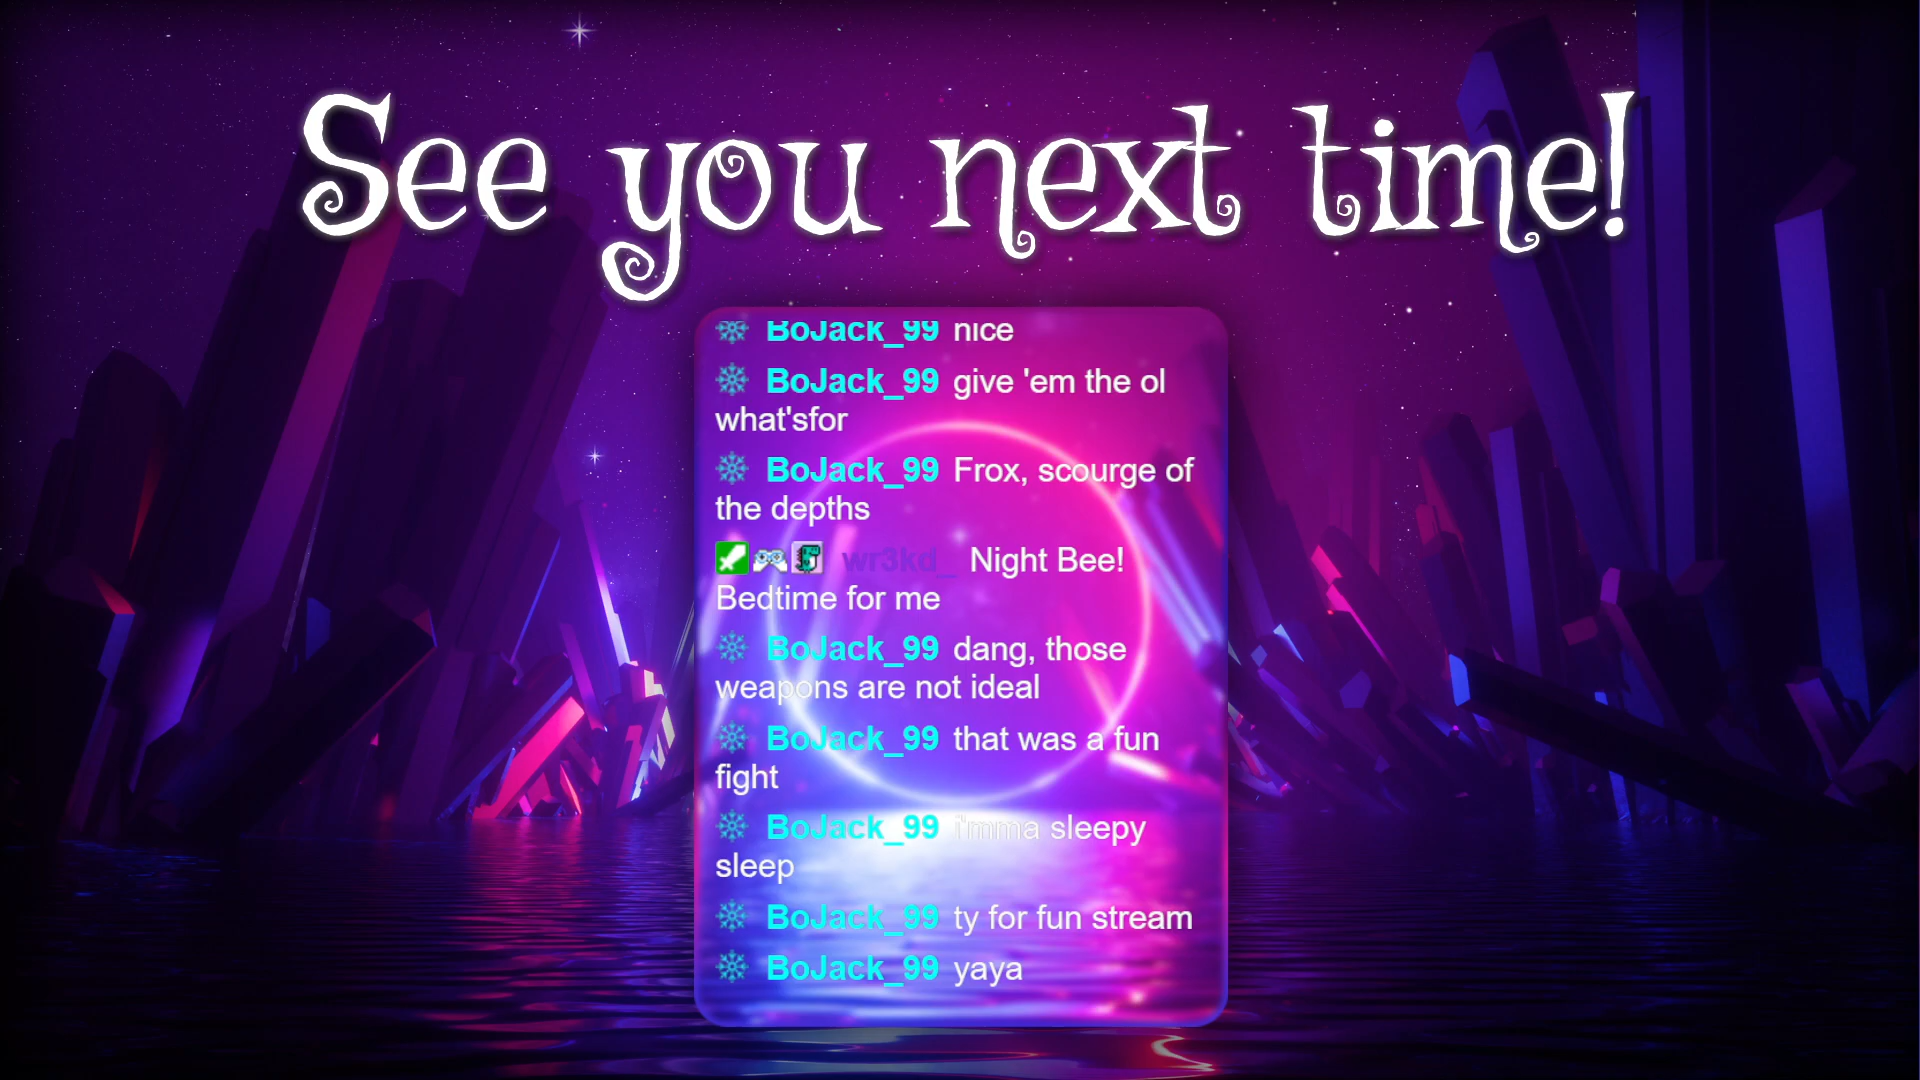 See you next time!
BoJack_99 nice
BoJack_99 give 'em the ol
what'sfor
BoJack_99 Frox, scourge of
the depths
wr3kd_ Night Bee!
Bedtime for me
BoJack_99 dang, those
weapons are not ideal
BoJack_99 that was a fun
fight
BoJack_99 i'mma sleepy
sleep
BoJack_99 ty for fun stream
BoJack_99 yaya